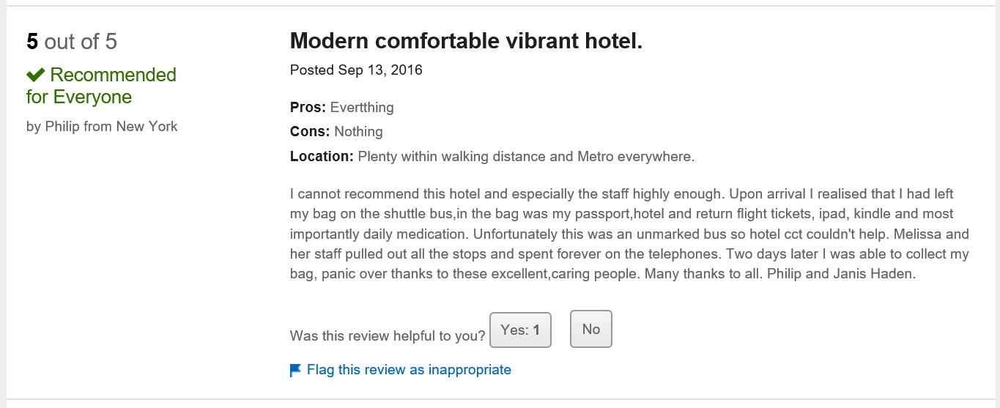 5 out of 5
✔ Recommended
for Everyone
by Philip from New York
Modern comfortable vibrant hotel.
Posted Sep 13, 2016
Pros: Evertthing
Cons: Nothing
Location: Plenty within walking distance and Metro everywhere.
I cannot recommend this hotel and especially the staff highly enough. Upon arrival I realised that I had left
my bag on the shuttle bus,in the bag was my passport,hotel and return flight tickets, ipad, kindle and most
importantly daily medication. Unfortunately this was an unmarked bus so hotel cct couldn't help. Melissa and
her staff pulled out all the stops and spent forever on the telephones. Two days later I was able to collect my
bag, panic over thanks to these excellent,caring people. Many thanks to all. Philip and Janis Haden.
Was this review helpful to you? Yes: 1 No
Flag this review as inappropriate